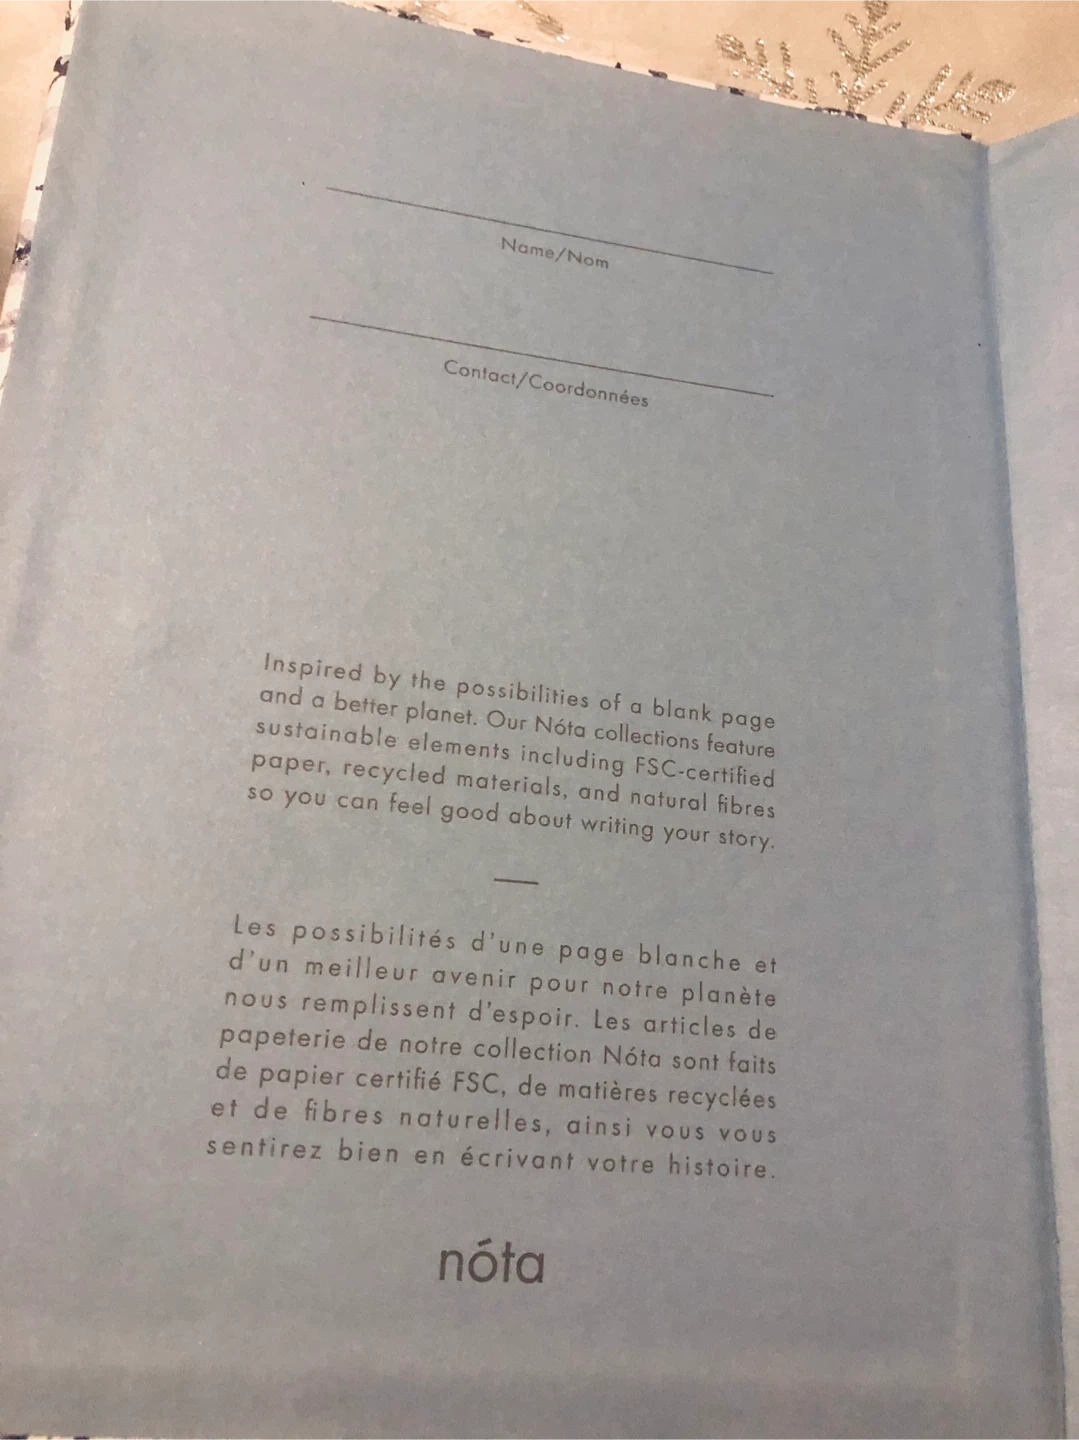 Name/Nom
Contact/Coordonnées
Inspired by the possibilities of a blank page
and a better planet. Our Nóta collections feature
sustainable elements including FSC-certified
paper, recycled materials, and natural fibres
so you can feel good about writing your story.
Les possibilités d'une page blanche et
d'un meilleur avenir pour notre planète
nous remplissent d'espoir. Les articles de
papeterie de notre collection Nóta sont faits
de papier certifié FSC, de matières recyclées
et de fibres naturelles, ainsi vous vous
sentirez bien en écrivant votre histoire.
nóta